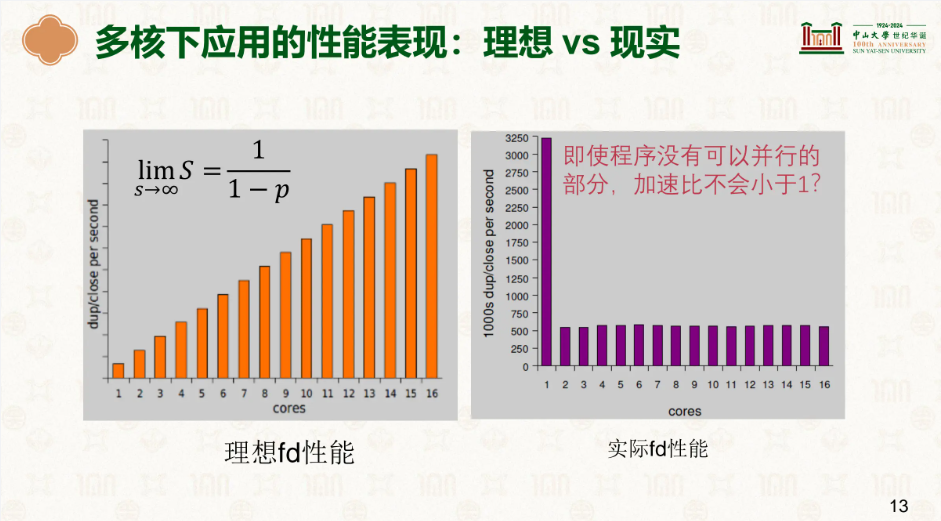 多核下应用的性能表现：理想 vs 现实
1924-2024
中山大學 世纪华诞
100th ANNIVERSARY
SUN YAT-SEN UNIVERSITY
lim S = 1
s→∞ 1 − p
dup/close per second
1 2 3 4 5 6 7 8 9 10 11 12 13 14 15 16
cores
理想fd性能
即使程序没有可以并行的
部分，加速比不会小于1？
1000s dup/close per second
3250
3000
2750
2500
2250
2000
1750
1500
1250
1000
750
500
250
0
1 2 3 4 5 6 7 8 9 10 11 12 13 14 15 16
cores
实际fd性能
13